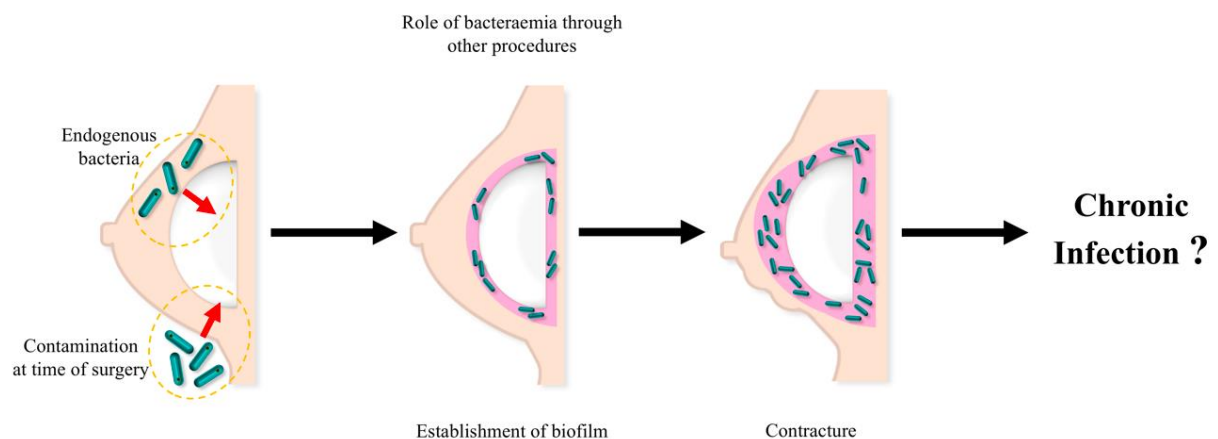 Role of bacteraemia through
other procedures
Endogenous
bacteria
Contamination
at time of surgery
Establishment of biofilm
Contracture
Chronic
Infection ?